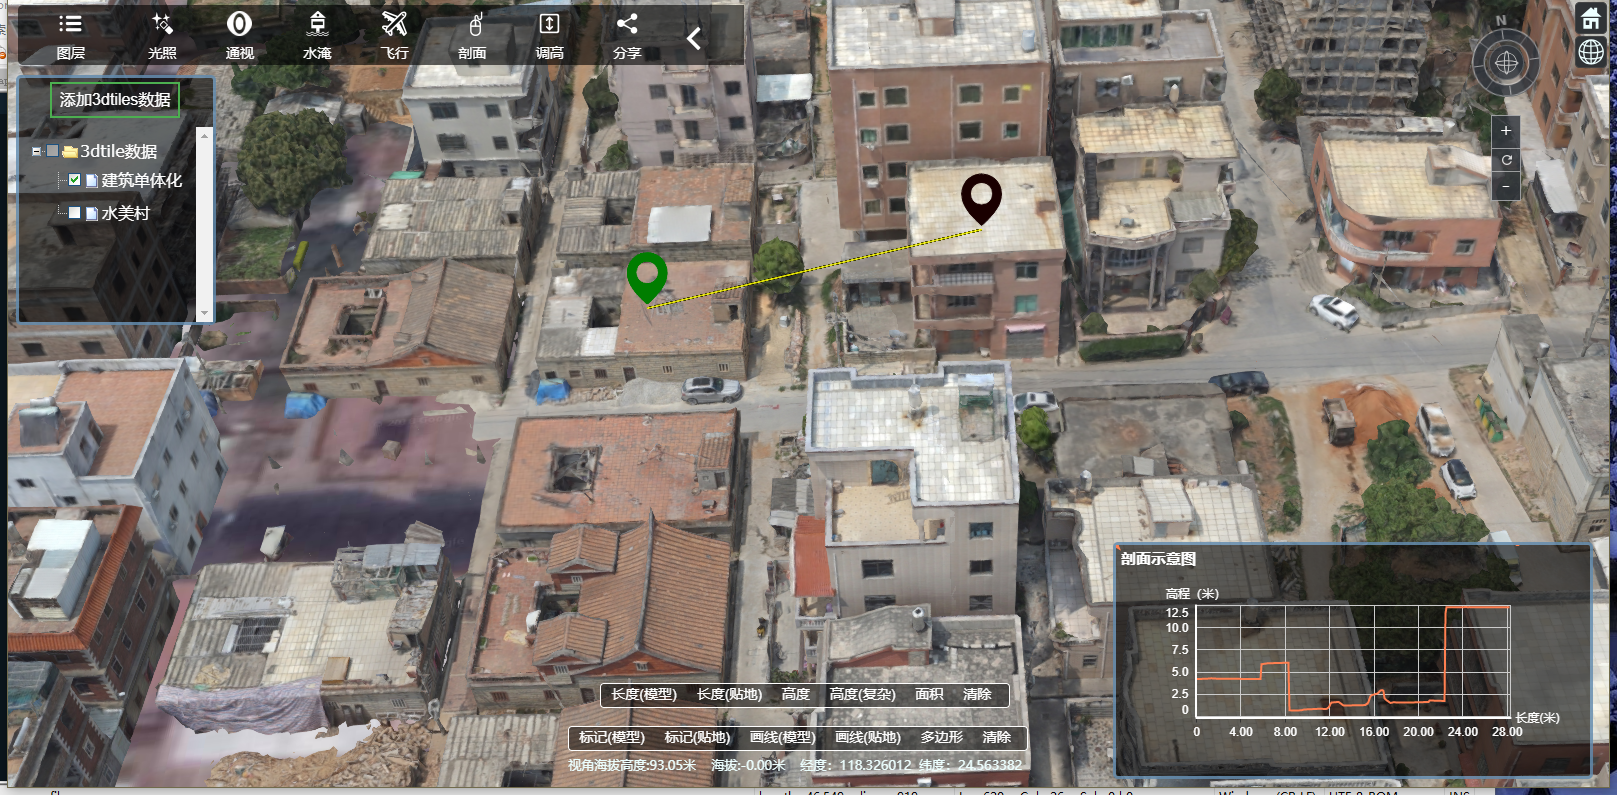 图层 光照 通视 水淹 飞行 剖面 调高 分享
N
添加3dtiles数据
3dtile数据
建筑单体化
水美村
剖面示意图
高程（米）
12.5
10.0
7.5
5.0
2.5
0
长度(米)
0 4.00 8.00 12.00 16.00 20.00 24.00 28.00
长度(模型) 长度(贴地) 高度 高度(复杂) 面积 清除
标记(模型) 标记(贴地) 画线(模型) 画线(贴地) 多边形 清除
视角海拔高度:93.05米 海拔:-0.00米 经度：118.326012 纬度：24.563382